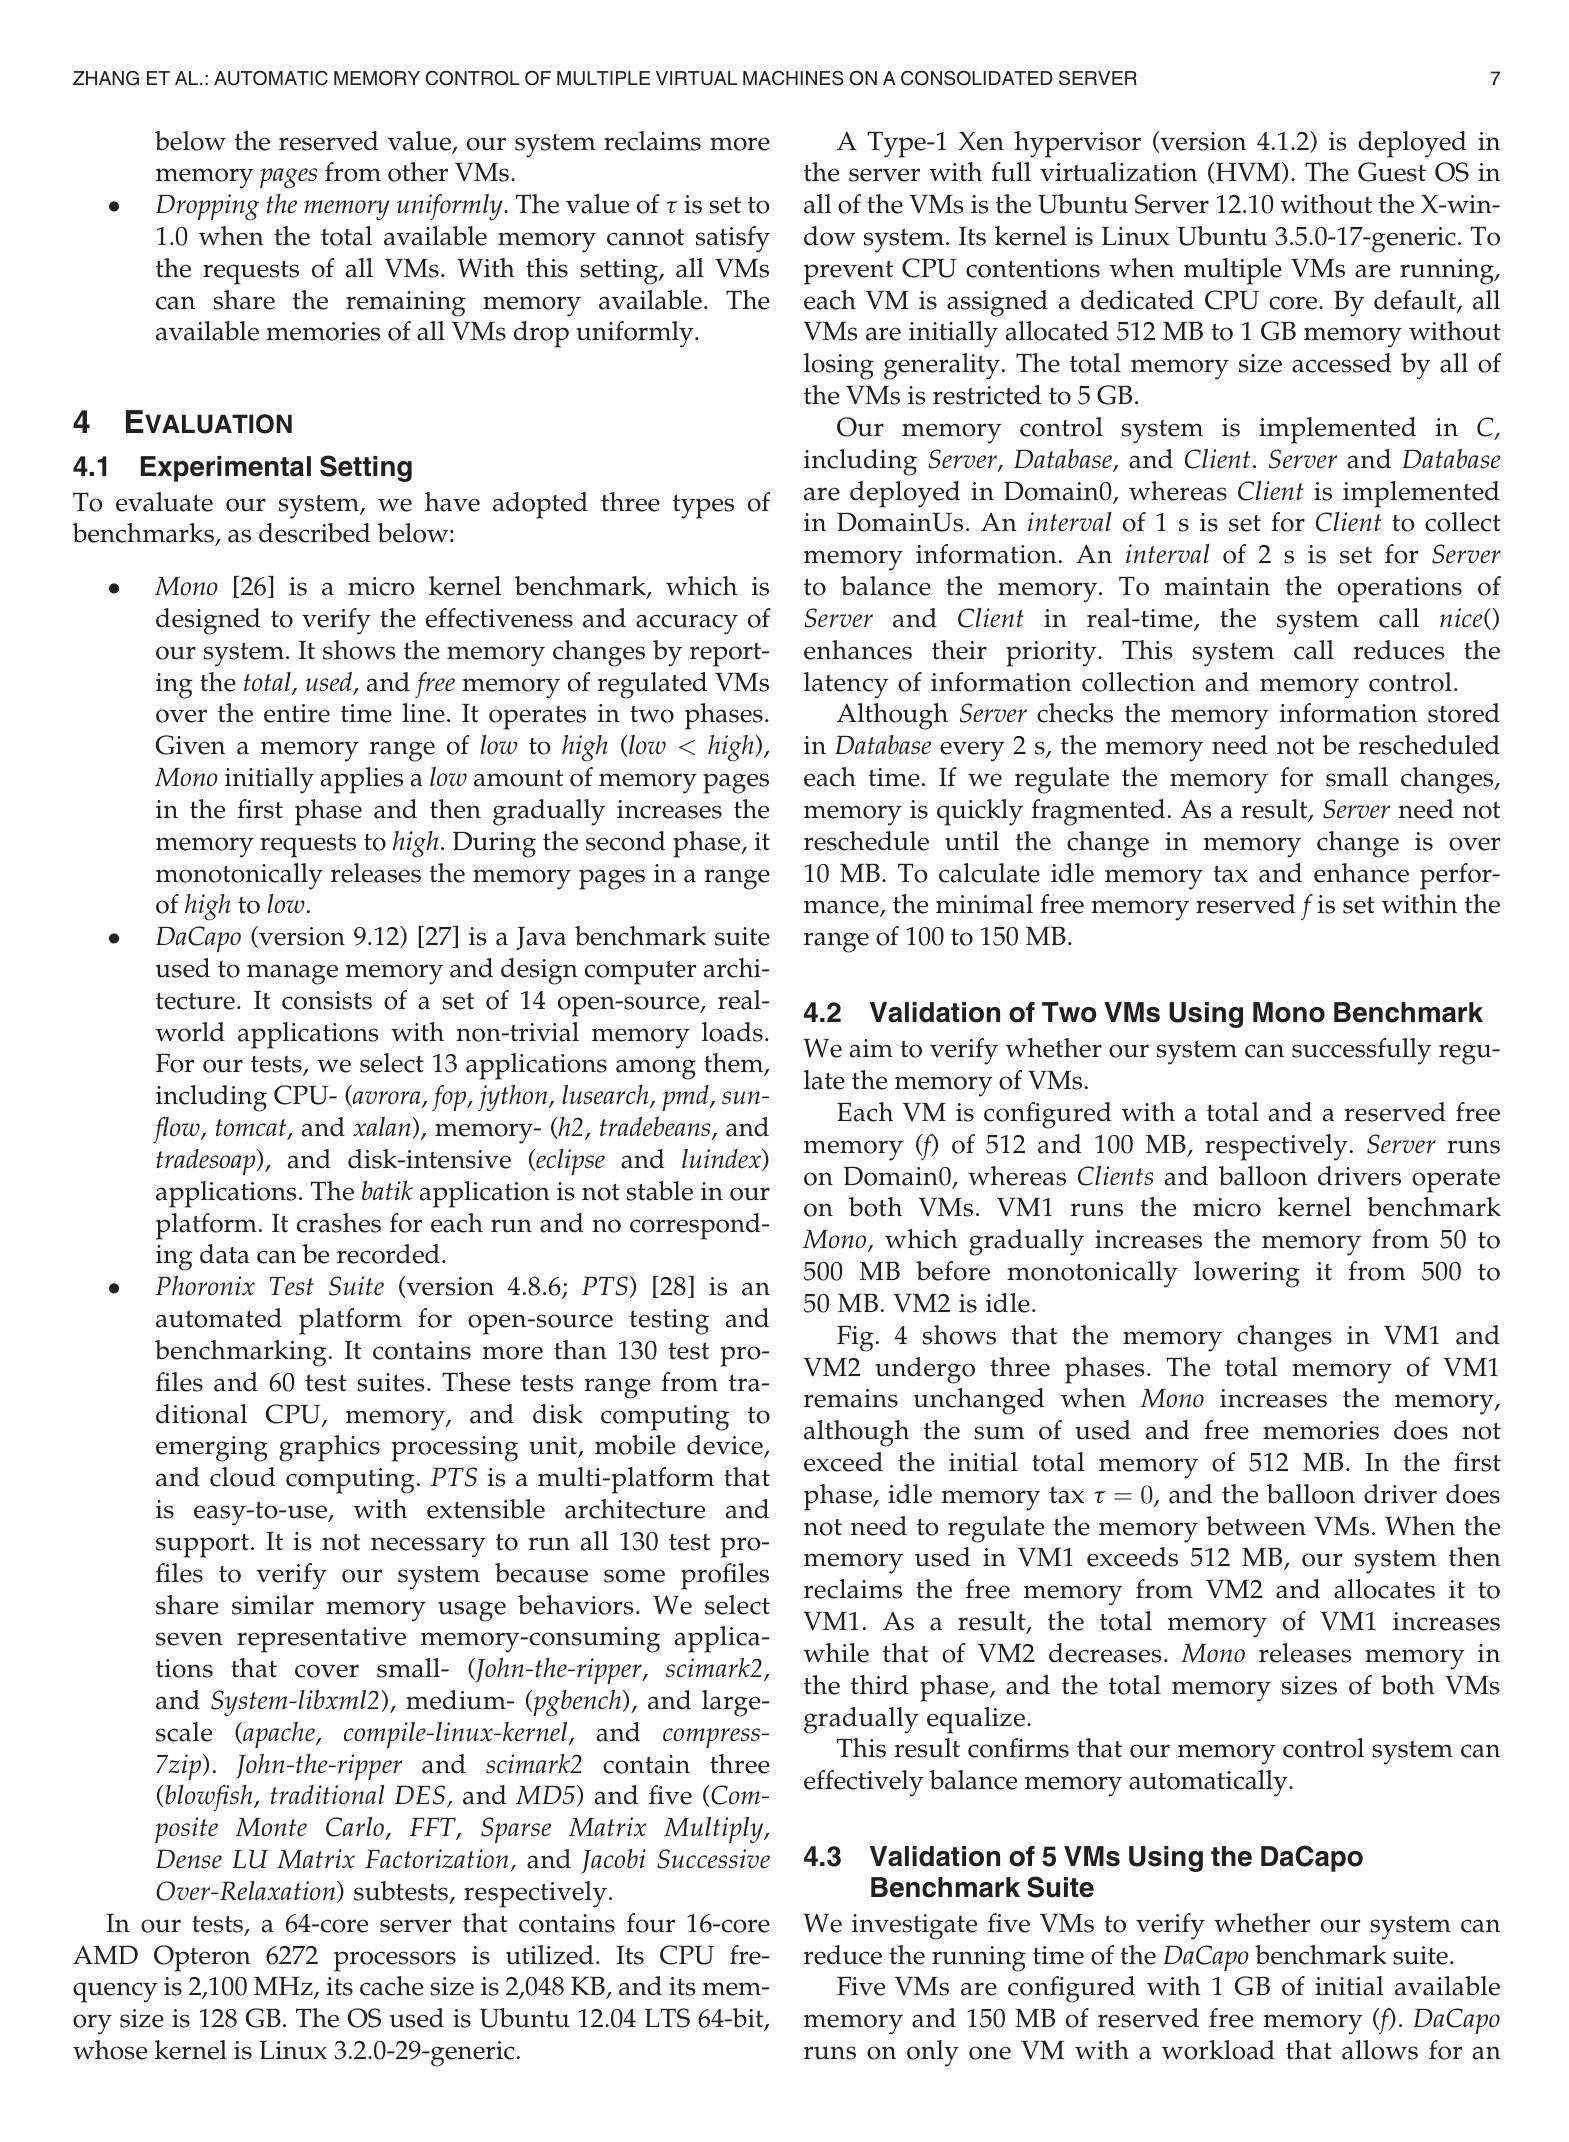 ZHANG ET AL.: AUTOMATIC MEMORY CONTROL OF MULTIPLE VIRTUAL MACHINES ON A CONSOLIDATED SERVER 7
below the reserved value, our system reclaims more
memory pages from other VMs.
• Dropping the memory uniformly. The value of τ is set to
1.0 when the total available memory cannot satisfy
the requests of all VMs. With this setting, all VMs
can share the remaining memory available. The
available memories of all VMs drop uniformly.
4 EVALUATION
4.1 Experimental Setting
To evaluate our system, we have adopted three types of
benchmarks, as described below:
• Mono [26] is a micro kernel benchmark, which is
designed to verify the effectiveness and accuracy of
our system. It shows the memory changes by report-
ing the total, used, and free memory of regulated VMs
over the entire time line. It operates in two phases.
Given a memory range of low to high (low < high),
Mono initially applies a low amount of memory pages
in the first phase and then gradually increases the
memory requests to high. During the second phase, it
monotonically releases the memory pages in a range
of high to low.
• DaCapo (version 9.12) [27] is a Java benchmark suite
used to manage memory and design computer archi-
tecture. It consists of a set of 14 open-source, real-
world applications with non-trivial memory loads.
For our tests, we select 13 applications among them,
including CPU- (avrora, fop, jython, lusearch, pmd, sun-
flow, tomcat, and xalan), memory- (h2, tradebeans, and
tradesoap), and disk-intensive (eclipse and luindex)
applications. The batik application is not stable in our
platform. It crashes for each run and no correspond-
ing data can be recorded.
• Phoronix Test Suite (version 4.8.6; PTS) [28] is an
automated platform for open-source testing and
benchmarking. It contains more than 130 test pro-
files and 60 test suites. These tests range from tra-
ditional CPU, memory, and disk computing to
emerging graphics processing unit, mobile device,
and cloud computing. PTS is a multi-platform that
is easy-to-use, with extensible architecture and
support. It is not necessary to run all 130 test pro-
files to verify our system because some profiles
share similar memory usage behaviors. We select
seven representative memory-consuming applica-
tions that cover small- (John-the-ripper, scimark2,
and System-libxml2), medium- (pgbench), and large-
scale (apache, compile-linux-kernel, and compress-
7zip). John-the-ripper and scimark2 contain three
(blowfish, traditional DES, and MD5) and five (Com-
posite Monte Carlo, FFT, Sparse Matrix Multiply,
Dense LU Matrix Factorization, and Jacobi Successive
Over-Relaxation) subtests, respectively.
In our tests, a 64-core server that contains four 16-core
AMD Opteron 6272 processors is utilized. Its CPU fre-
quency is 2,100 MHz, its cache size is 2,048 KB, and its mem-
ory size is 128 GB. The OS used is Ubuntu 12.04 LTS 64-bit,
whose kernel is Linux 3.2.0-29-generic.
A Type-1 Xen hypervisor (version 4.1.2) is deployed in
the server with full virtualization (HVM). The Guest OS in
all of the VMs is the Ubuntu Server 12.10 without the X-win-
dow system. Its kernel is Linux Ubuntu 3.5.0-17-generic. To
prevent CPU contentions when multiple VMs are running,
each VM is assigned a dedicated CPU core. By default, all
VMs are initially allocated 512 MB to 1 GB memory without
losing generality. The total memory size accessed by all of
the VMs is restricted to 5 GB.
Our memory control system is implemented in C,
including Server, Database, and Client. Server and Database
are deployed in Domain0, whereas Client is implemented
in DomainUs. An interval of 1 s is set for Client to collect
memory information. An interval of 2 s is set for Server
to balance the memory. To maintain the operations of
Server and Client in real-time, the system call nice()
enhances their priority. This system call reduces the
latency of information collection and memory control.
Although Server checks the memory information stored
in Database every 2 s, the memory need not be rescheduled
each time. If we regulate the memory for small changes,
memory is quickly fragmented. As a result, Server need not
reschedule until the change in memory change is over
10 MB. To calculate idle memory tax and enhance perfor-
mance, the minimal free memory reserved f is set within the
range of 100 to 150 MB.
4.2 Validation of Two VMs Using Mono Benchmark
We aim to verify whether our system can successfully regu-
late the memory of VMs.
Each VM is configured with a total and a reserved free
memory (f) of 512 and 100 MB, respectively. Server runs
on Domain0, whereas Clients and balloon drivers operate
on both VMs. VM1 runs the micro kernel benchmark
Mono, which gradually increases the memory from 50 to
500 MB before monotonically lowering it from 500 to
50 MB. VM2 is idle.
Fig. 4 shows that the memory changes in VM1 and
VM2 undergo three phases. The total memory of VM1
remains unchanged when Mono increases the memory,
although the sum of used and free memories does not
exceed the initial total memory of 512 MB. In the first
phase, idle memory tax τ = 0, and the balloon driver does
not need to regulate the memory between VMs. When the
memory used in VM1 exceeds 512 MB, our system then
reclaims the free memory from VM2 and allocates it to
VM1. As a result, the total memory of VM1 increases
while that of VM2 decreases. Mono releases memory in
the third phase, and the total memory sizes of both VMs
gradually equalize.
This result confirms that our memory control system can
effectively balance memory automatically.
4.3 Validation of 5 VMs Using the DaCapo
Benchmark Suite
We investigate five VMs to verify whether our system can
reduce the running time of the DaCapo benchmark suite.
Five VMs are configured with 1 GB of initial available
memory and 150 MB of reserved free memory (f). DaCapo
runs on only one VM with a workload that allows for an